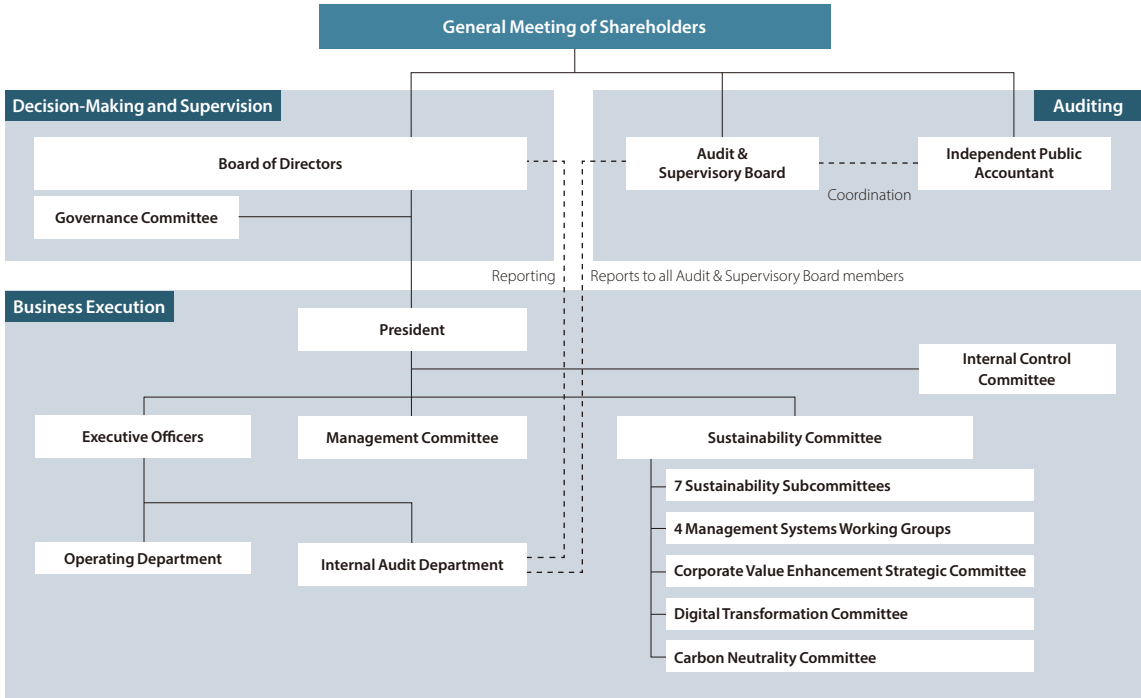 General Meeting of Shareholders
Decision-Making and Supervision
Auditing
Board of Directors
Audit &
Supervisory Board
Independent Public
Accountant
Coordination
Governance Committee
Reporting
Reports to all Audit & Supervisory Board members
Business Execution
President
Internal Control
Committee
Executive Officers
Management Committee
Sustainability Committee
7 Sustainability Subcommittees
4 Management Systems Working Groups
Operating Department
Internal Audit Department
Corporate Value Enhancement Strategic Committee
Digital Transformation Committee
Carbon Neutrality Committee